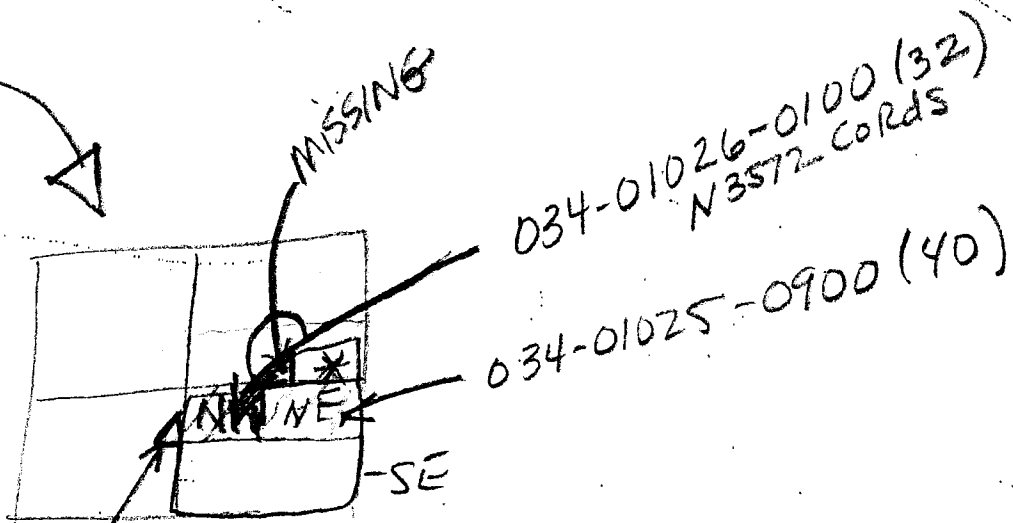 MISSING
034-01026-0100 (32)
N3572 CORDS
034-01025-0900 (40)
*
NW NE
-SE